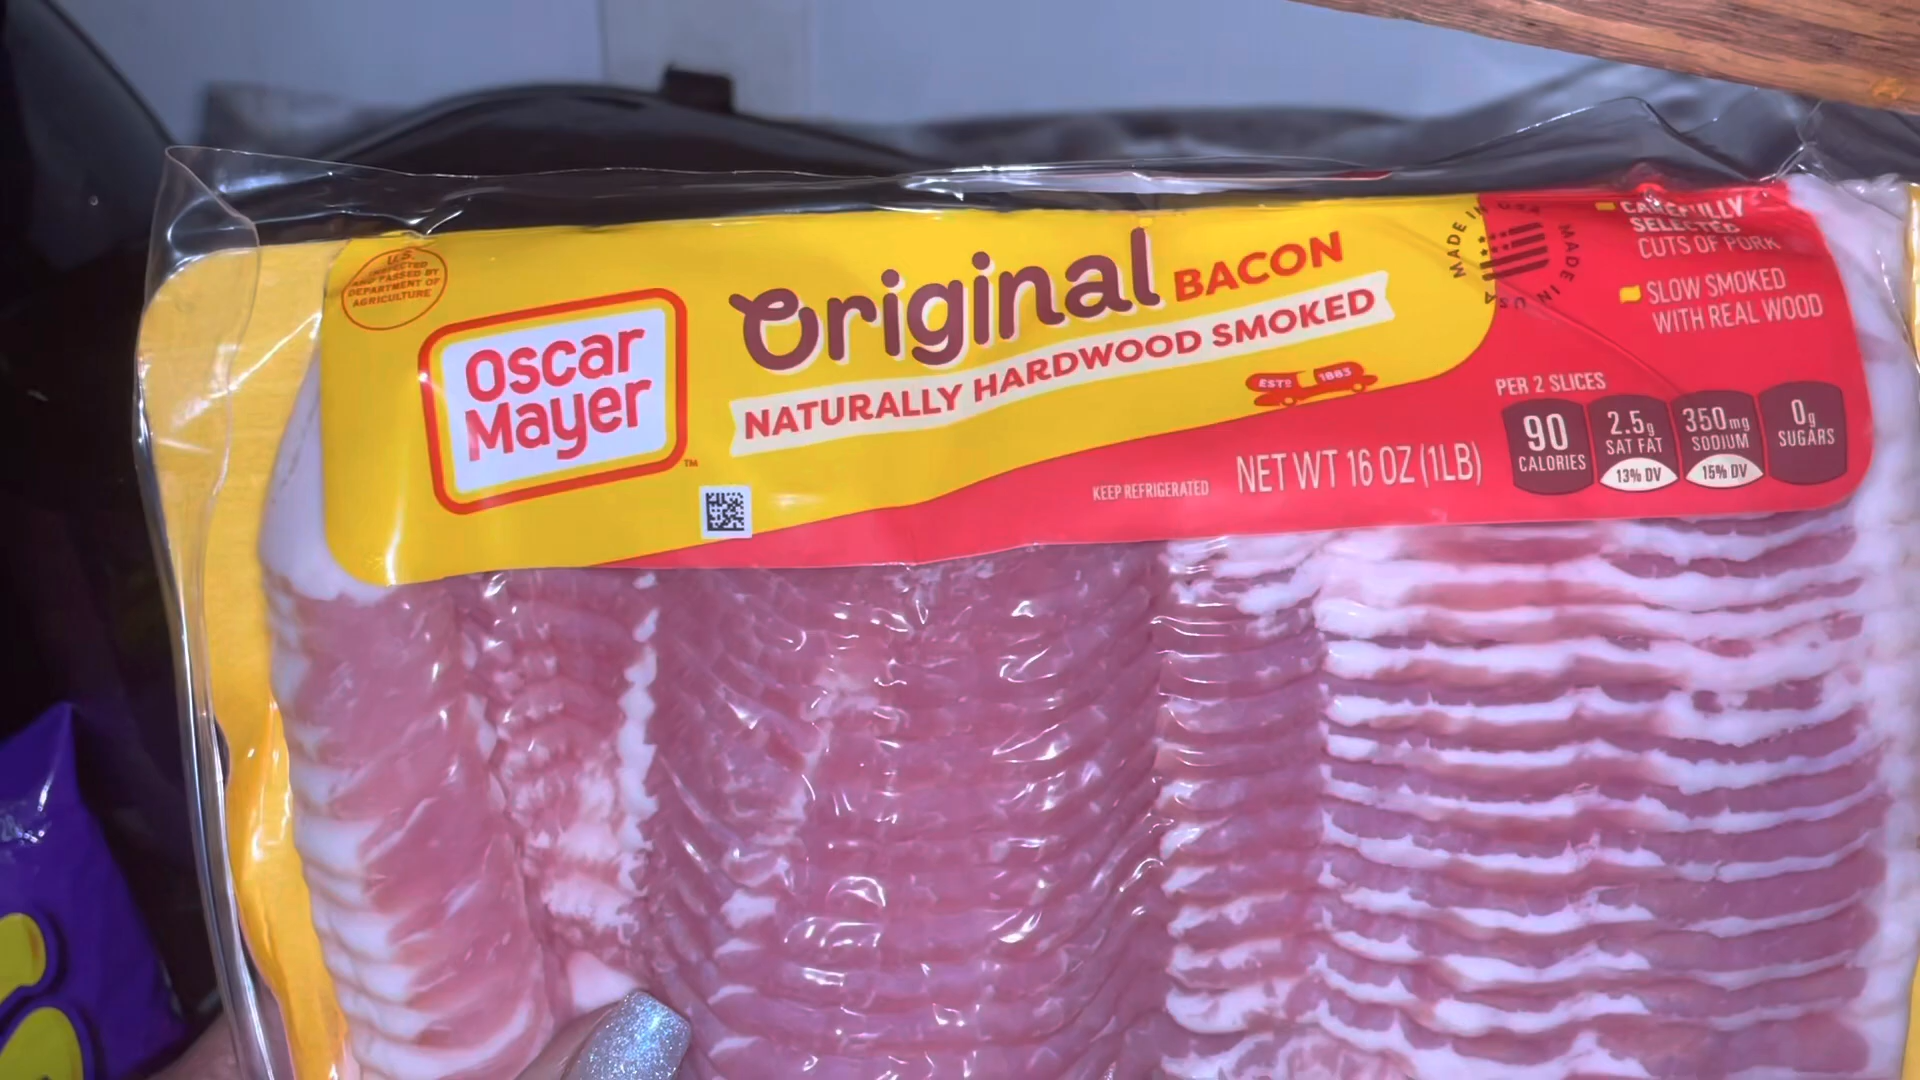 U.S.
INSPECTED
AND PASSED BY
DEPARTMENT OF
AGRICULTURE
Oscar
Mayer
™
Original BACON
NATURALLY HARDWOOD SMOKED
ESTD 1883
MADE IN USA
MADE IN USA
CAREFULLY
SELECTED
CUTS OF PORK
SLOW SMOKED
WITH REAL WOOD
PER 2 SLICES
90
CALORIES
2.5g
SAT FAT
13% DV
350mg
SODIUM
15% DV
0g
SUGARS
KEEP REFRIGERATED
NET WT 16 OZ (1LB)